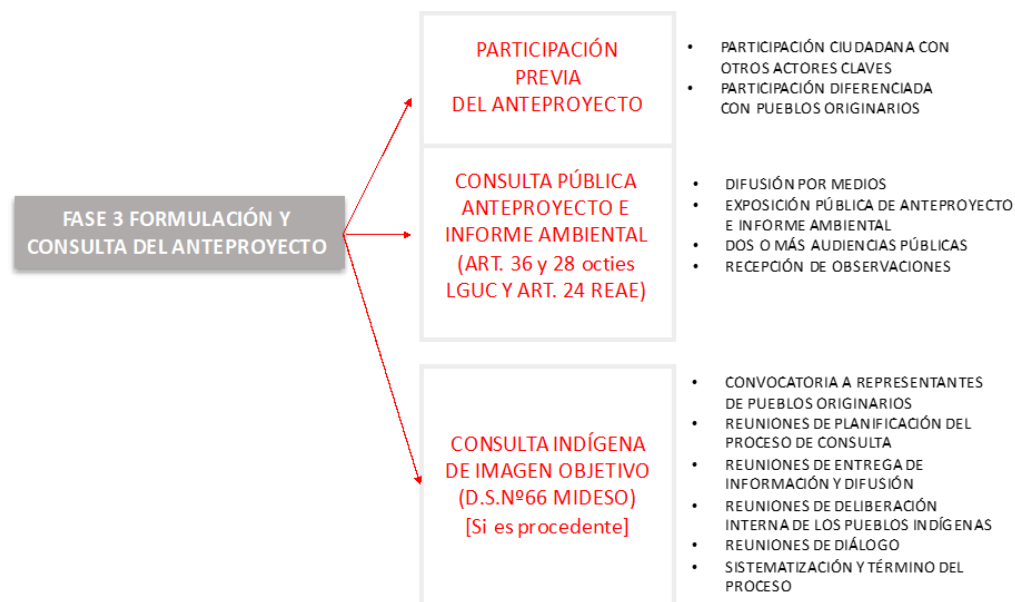 FASE 3 FORMULACIÓN Y
CONSULTA DEL ANTEPROYECTO
PARTICIPACIÓN
PREVIA
DEL ANTEPROYECTO
• PARTICIPACIÓN CIUDADANA CON
OTROS ACTORES CLAVES
• PARTICIPACIÓN DIFERENCIADA
CON PUEBLOS ORIGINARIOS
CONSULTA PÚBLICA
ANTEPROYECTO E
INFORME AMBIENTAL
(ART. 36 y 28 octies
LGUC Y ART. 24 REAE)
• DIFUSIÓN POR MEDIOS
• EXPOSICIÓN PÚBLICA DE ANTEPROYECTO
E INFORME AMBIENTAL
• DOS O MÁS AUDIENCIAS PÚBLICAS
• RECEPCIÓN DE OBSERVACIONES
CONSULTA INDÍGENA
DE IMAGEN OBJETIVO
(D.S.Nº66 MIDESO)
[Si es procedente]
• CONVOCATORIA A REPRESENTANTES
DE PUEBLOS ORIGINARIOS
• REUNIONES DE PLANIFICACIÓN DEL
PROCESO DE CONSULTA
• REUNIONES DE ENTREGA DE
INFORMACIÓN Y DIFUSIÓN
• REUNIONES DE DELIBERACIÓN
INTERNA DE LOS PUEBLOS INDÍGENAS
• REUNIONES DE DIÁLOGO
• SISTEMATIZACIÓN Y TÉRMINO DEL
PROCESO